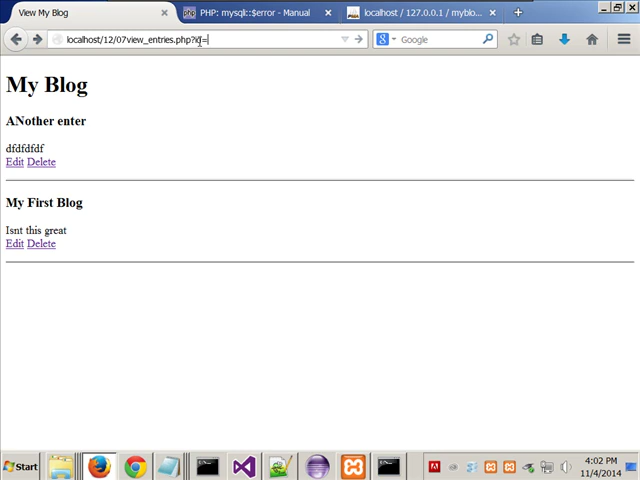 View My Blog
PHP: mysqli::$error - Manual
localhost / 127.0.0.1 / myblo...
localhost/12/07view_entries.php?id=
Google
My Blog
ANother enter
dfdfdfdf
Edit Delete
My First Blog
Isnt this great
Edit Delete
Start
4:02 PM
11/4/2014